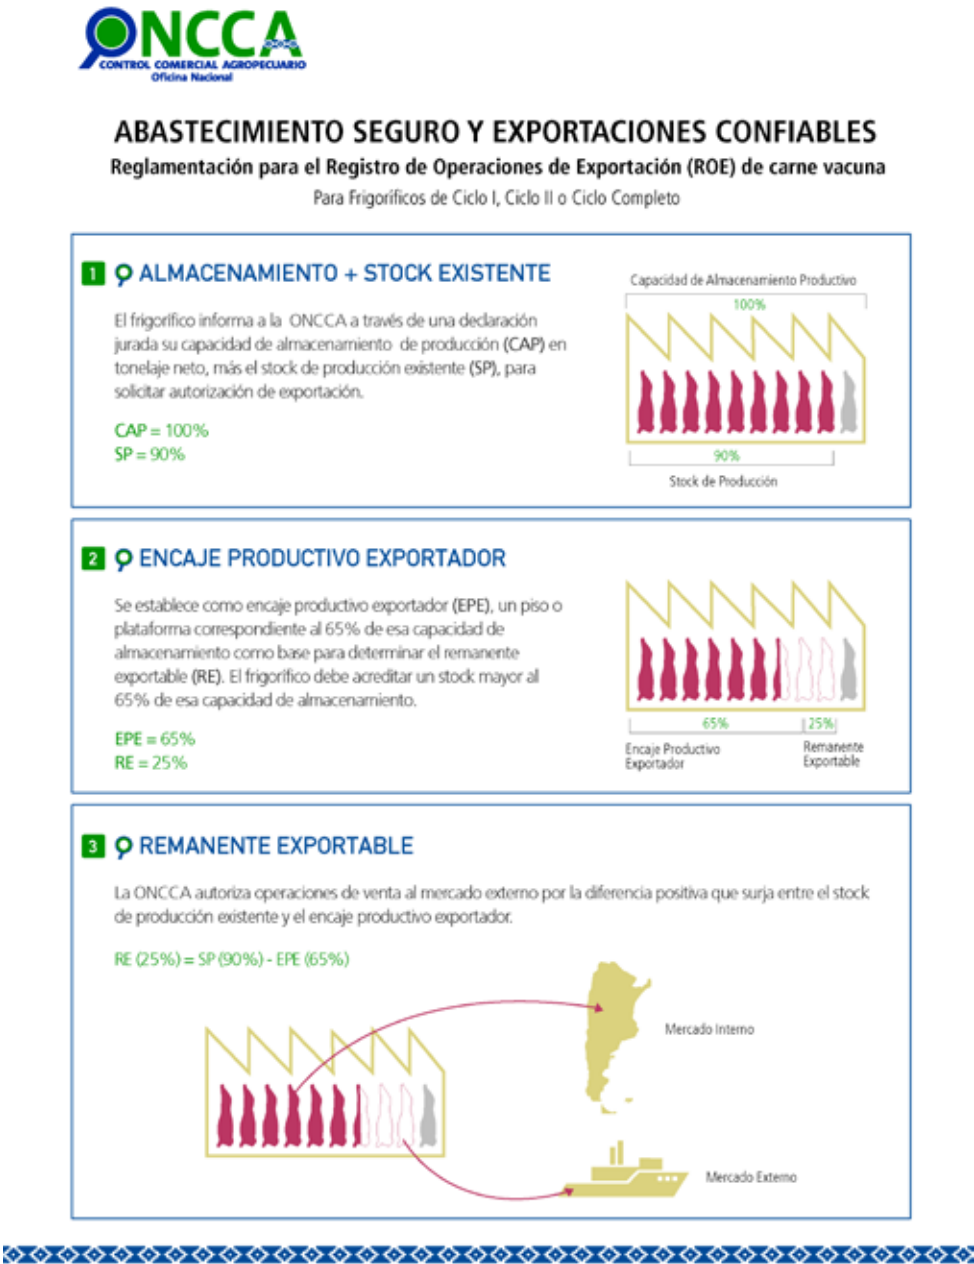 ONCCA
CONTROL COMERCIAL AGROPECUARIO
Oficina Nacional
ABASTECIMIENTO SEGURO Y EXPORTACIONES CONFIABLES
Reglamentación para el Registro de Operaciones de Exportación (ROE) de carne vacuna
Para Frigoríficos de Ciclo I, Ciclo II o Ciclo Completo
1 ALMACENAMIENTO + STOCK EXISTENTE
El frigorífico informa a la ONCCA a través de una declaración
jurada su capacidad de almacenamiento de producción (CAP) en
tonelaje neto, más el stock de producción existente (SP), para
solicitar autorización de exportación.
CAP = 100%
SP = 90%
Capacidad de Almacenamiento Productivo
100%
90%
Stock de Producción
2 ENCAJE PRODUCTIVO EXPORTADOR
Se establece como encaje productivo exportador (EPE), un piso o
plataforma correspondiente al 65% de esa capacidad de
almacenamiento como base para determinar el remanente
exportable (RE). El frigorífico debe acreditar un stock mayor al
65% de esa capacidad de almacenamiento.
EPE = 65%
RE = 25%
65%
25%
Encaje Productivo
Exportador
Remanente
Exportable
3 REMANENTE EXPORTABLE
La ONCCA autoriza operaciones de venta al mercado externo por la diferencia positiva que surja entre el stock
de producción existente y el encaje productivo exportador.
RE (25%) = SP (90%) - EPE (65%)
Mercado Interno
Mercado Externo